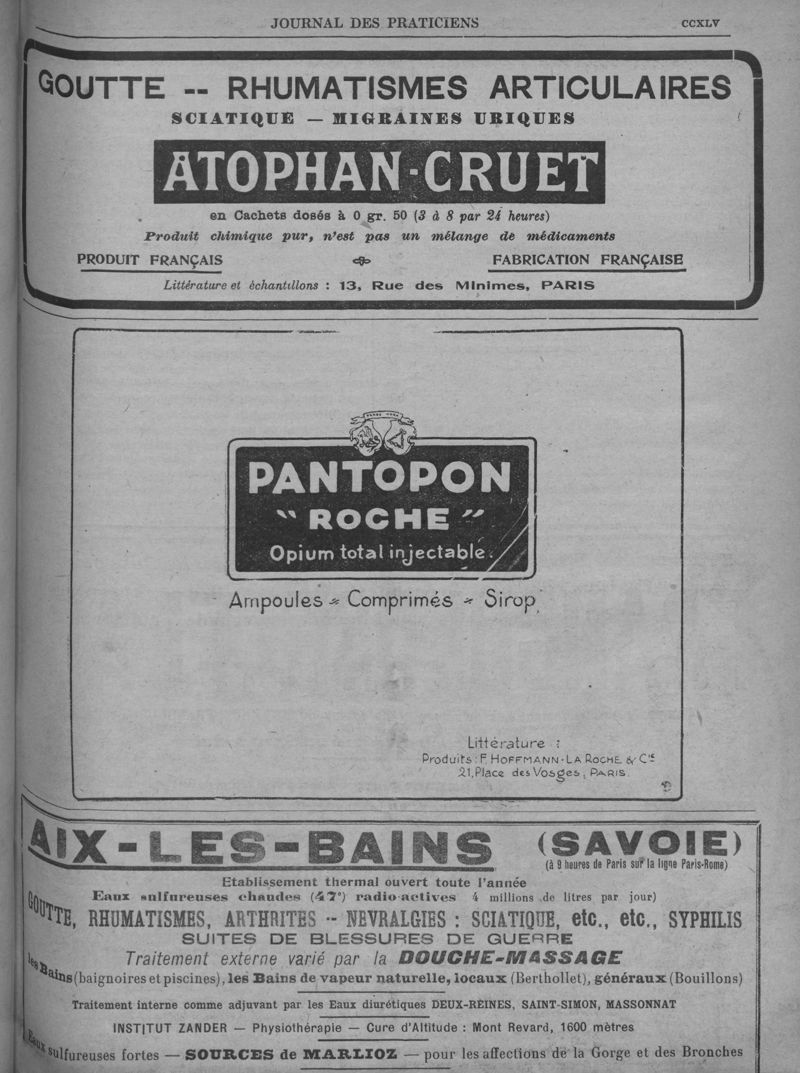 JOURNAL DES PRATICIENS
CCXLV
GOUTTE -- RHUMATISMES ARTICULAIRES
SCIATIQUE — MIGRAINES URIQUES
ATOPHAN-CRUET
en Cachets dosés à 0 gr. 50 (3 à 8 par 24 heures)
Produit chimique pur, n'est pas un mélange de médicaments
PRODUIT FRANÇAIS
FABRICATION FRANÇAISE
Littérature et échantillons : 13, Rue des Minimes, PARIS
PANTOPON
"ROCHE"
Opium total injectable.
Ampoules - Comprimés - Sirop
Littérature :
Produits : F. HOFFMANN-LA ROCHE & Cie
21, Place des Vosges, PARIS.
AIX-LES-BAINS (SAVOIE)
(à 9 heures de Paris sur la ligne Paris-Rome)
Etablissement thermal ouvert toute l'année
Eaux sulfureuses chaudes (47°) radio-actives 4 millions de litres par jour)
GOUTTE, RHUMATISMES, ARTHRITES -- NEVRALGIES : SCIATIQUE, etc., etc., SYPHILIS
SUITES DE BLESSURES DE GUERRE
Traitement externe varié par la DOUCHE-MASSAGE
les Bains (baignoires et piscines), les Bains de vapeur naturelle, locaux (Berthollet), généraux (Bouillons)
Traitement interne comme adjuvant par les Eaux diurétiques DEUX-REINES, SAINT-SIMON, MASSONNAT
INSTITUT ZANDER — Physiothérapie — Cure d'Altitude : Mont Revard, 1600 mètres
Eaux sulfureuses fortes — SOURCES de MARLIOZ — pour les affections de la Gorge et des Bronches